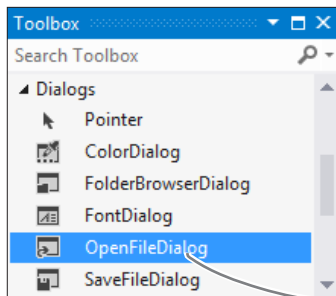 Toolbox
Search Toolbox
Dialogs
Pointer
ColorDialog
FolderBrowserDialog
FontDialog
OpenFileDialog
SaveFileDialog